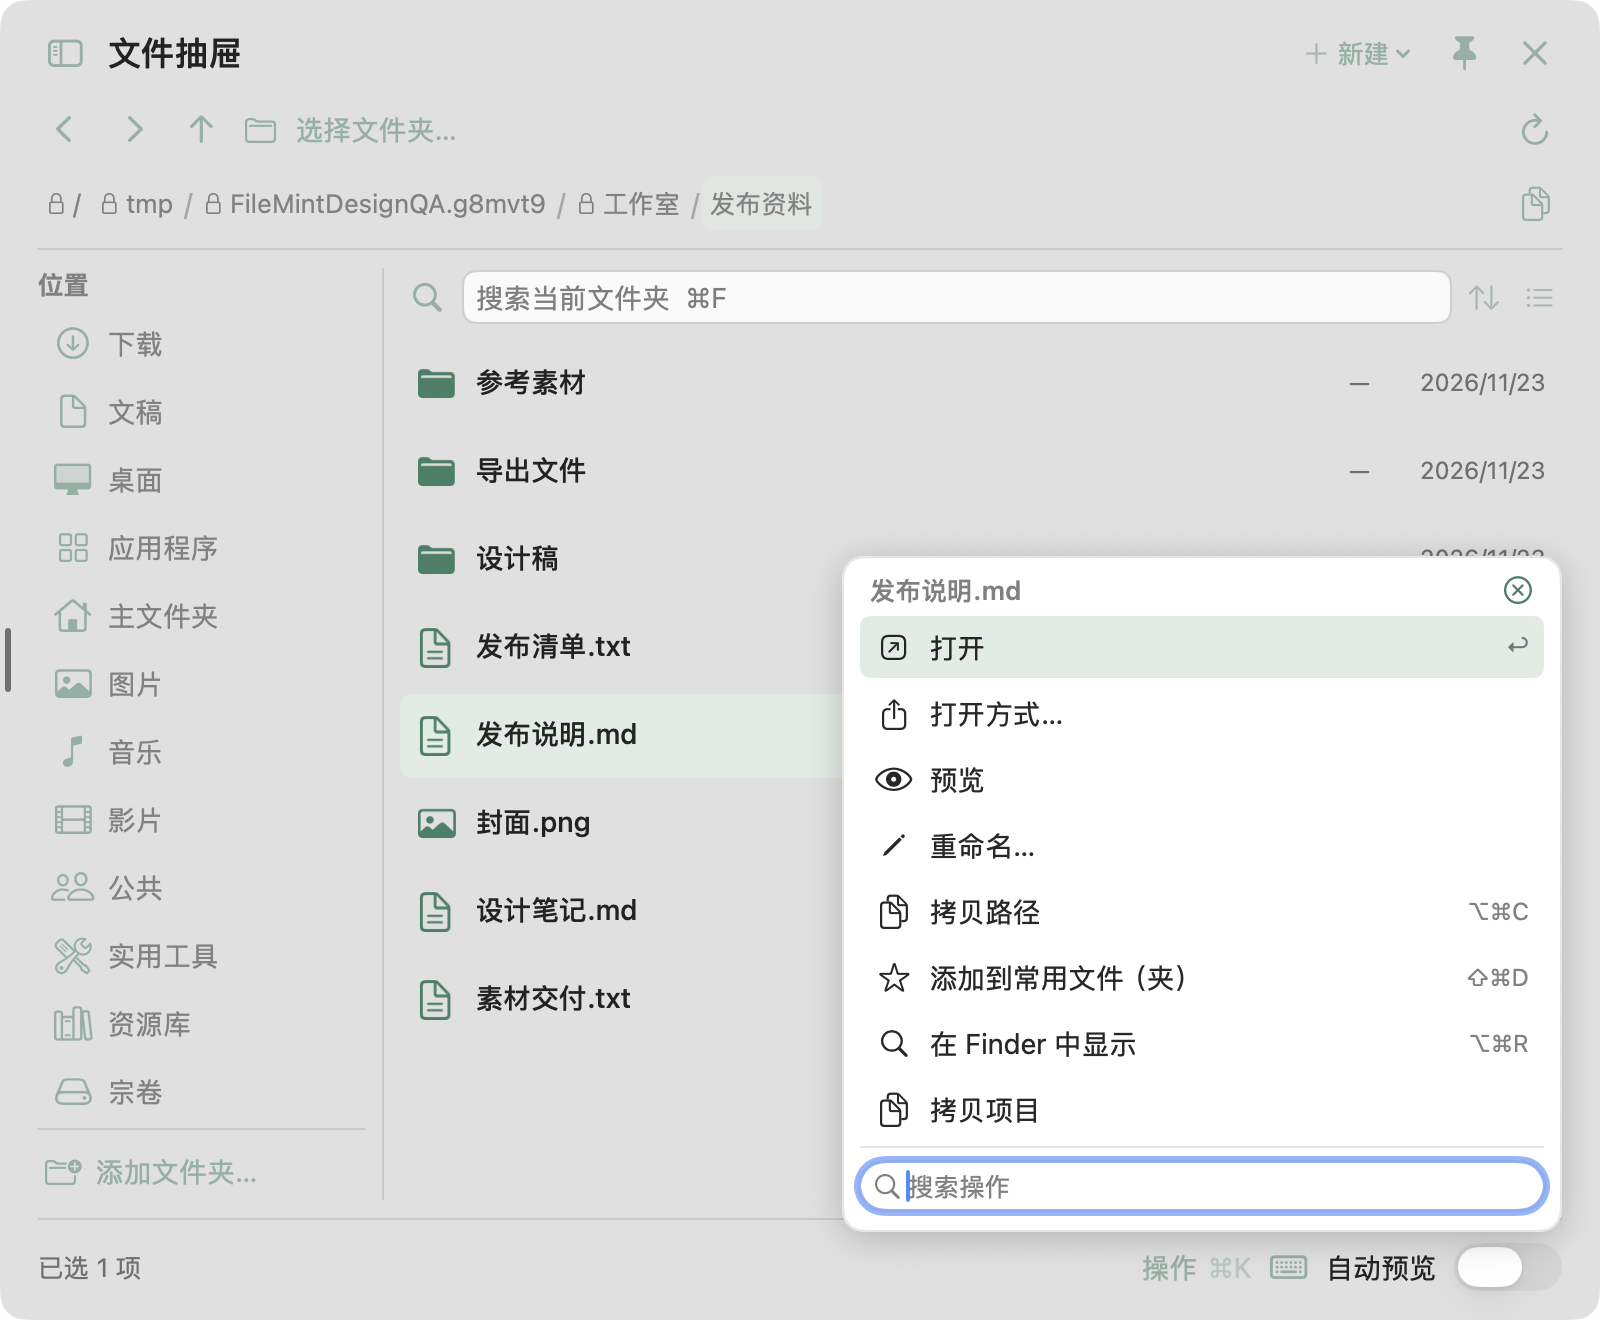 文件抽屉
新建
选择文件夹...
/ tmp / FileMintDesignQA.g8mvt9 / 工作室 / 发布资料
位置
下载
文稿
桌面
应用程序
主文件夹
图片
音乐
影片
公共
实用工具
资源库
宗卷
添加文件夹...
搜索当前文件夹 ⌘F
参考素材 — 2026/11/23
导出文件 — 2026/11/23
设计稿 2026/11/23
发布清单.txt
发布说明.md
封面.png
设计笔记.md
素材交付.txt
发布说明.md
打开
打开方式...
预览
重命名...
拷贝路径 ⌥⌘C
添加到常用文件（夹） ⇧⌘D
在 Finder 中显示 ⌥⌘R
拷贝项目
搜索操作
已选 1 项
操作 ⌘K 自动预览